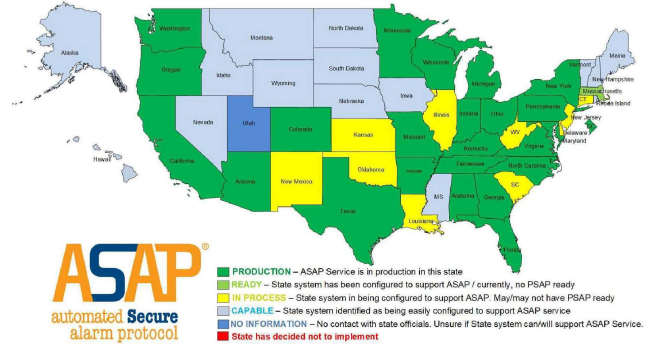 Washington
Montana
North Dakota
Minnesota
Maine
Alaska
Vermont
New Hampshire
Oregon
Idaho
South Dakota
Wisconsin
Michigan
New York
Massachusetts
CT
Rhode Island
Wyoming
Nebraska
Iowa
Pennsylvania
New Jersey
Nevada
Utah
Colorado
Illinois
Indiana
Ohio
Delaware
Maryland
Kansas
Missouri
WV
Virginia
Hawaii
California
Kentucky
Arizona
New Mexico
Oklahoma
Arkansas
Tennessee
North Carolina
SC
Texas
Louisiana
MS
Alabama
Georgia
Florida
ASAP®
automated Secure
alarm protocol
PRODUCTION – ASAP Service is in production in this state
READY – State system has been configured to support ASAP / currently, no PSAP ready
IN PROCESS – State system in being configured to support ASAP. May/may not have PSAP ready
CAPABLE – State system identified as being easily configured to support ASAP service
NO INFORMATION – No contact with state officials. Unsure if State system can/will support ASAP Service.
State has decided not to implement